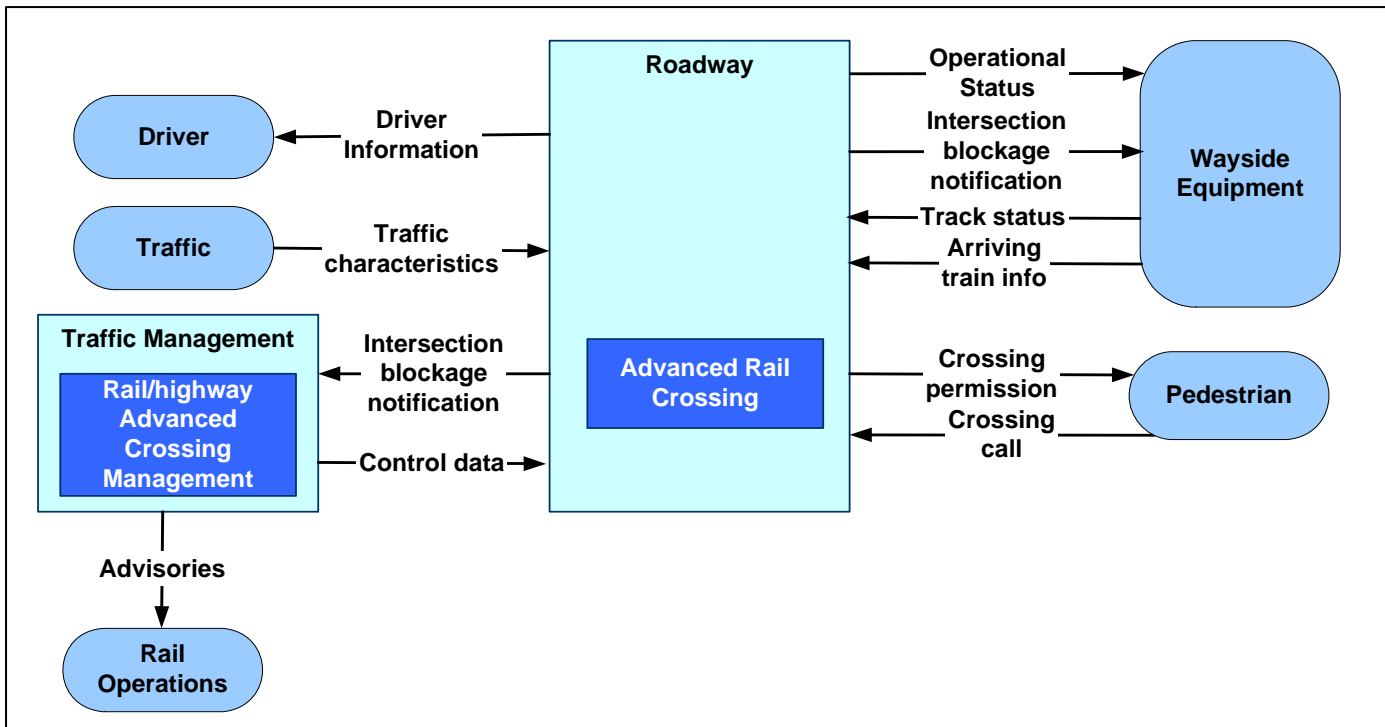 Roadway
Operational
Status
Driver
Driver
Information
Intersection
blockage
notification
Wayside
Equipment
Track status
Traffic
Traffic
characteristics
Arriving
train info
Traffic Management
Rail/highway
Advanced
Crossing
Management
Intersection
blockage
notification
Advanced Rail
Crossing
Crossing
permission
Pedestrian
Crossing
call
Control data
Advisories
Rail
Operations